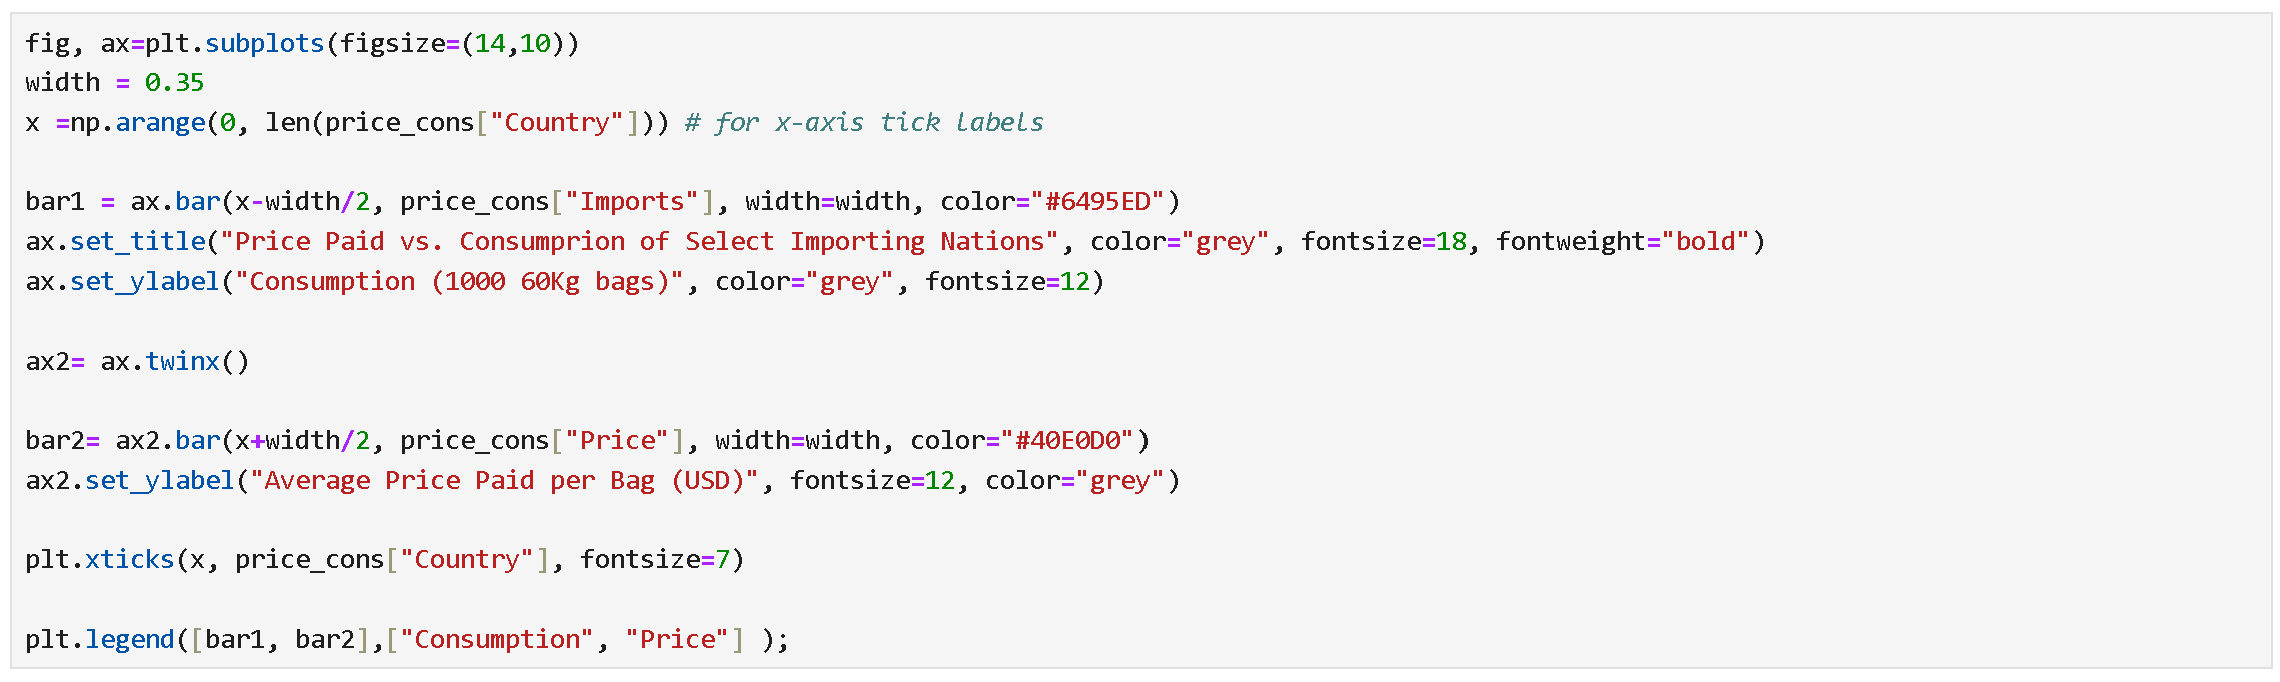 fig, ax=plt.subplots(figsize=(14,10))
width = 0.35
x =np.arange(0, len(price_cons["Country"])) # for x-axis tick labels
bar1 = ax.bar(x-width/2, price_cons["Imports"], width=width, color="#6495ED")
ax.set_title("Price Paid vs. Consumprion of Select Importing Nations", color="grey", fontsize=18, fontweight="bold")
ax.set_ylabel("Consumption (1000 60Kg bags)", color="grey", fontsize=12)
ax2= ax.twinx()
bar2= ax2.bar(x+width/2, price_cons["Price"], width=width, color="#40E0D0")
ax2.set_ylabel("Average Price Paid per Bag (USD)", fontsize=12, color="grey")
plt.xticks(x, price_cons["Country"], fontsize=7)
plt.legend([bar1, bar2],["Consumption", "Price"] );